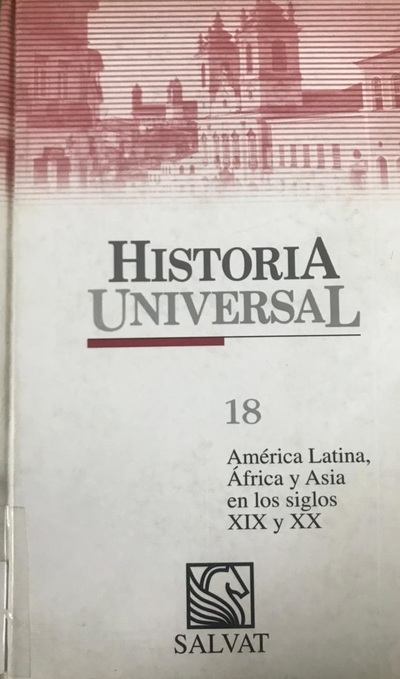 HISTORIA
UNIVERSAL
18
América Latina,
África y Asia
en los siglos
XIX y XX
SALVAT